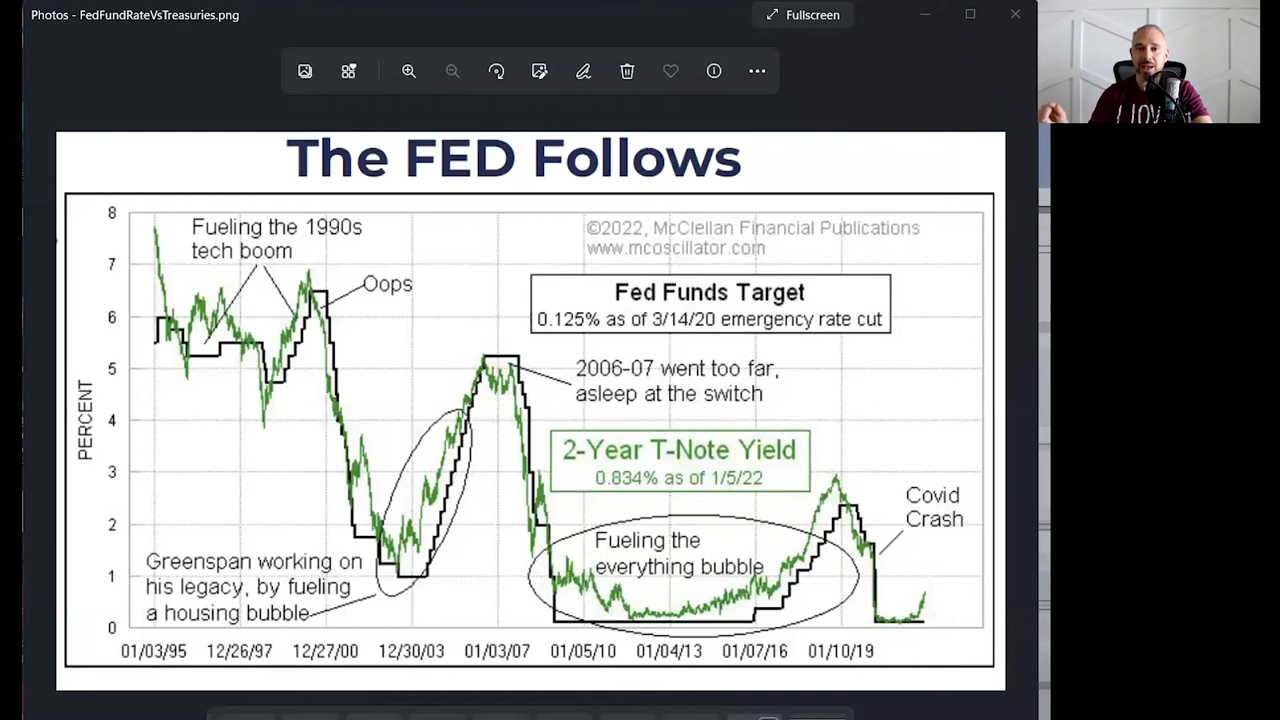 Photos - FedFundRateVsTreasuries.png
Fullscreen
The FED Follows
8
7
6
5
4
3
2
1
0
PERCENT
Fueling the 1990s
tech boom
Oops
©2022, McClellan Financial Publications
www.mcoscillator.com
Fed Funds Target
0.125% as of 3/14/20 emergency rate cut
2006-07 went too far,
asleep at the switch
2-Year T-Note Yield
0.834% as of 1/5/22
Covid
Crash
Fueling the
everything bubble
Greenspan working on
his legacy, by fueling
a housing bubble
01/03/95 12/26/97 12/27/00 12/30/03 01/03/07 01/05/10 01/04/13 01/07/16 01/10/19